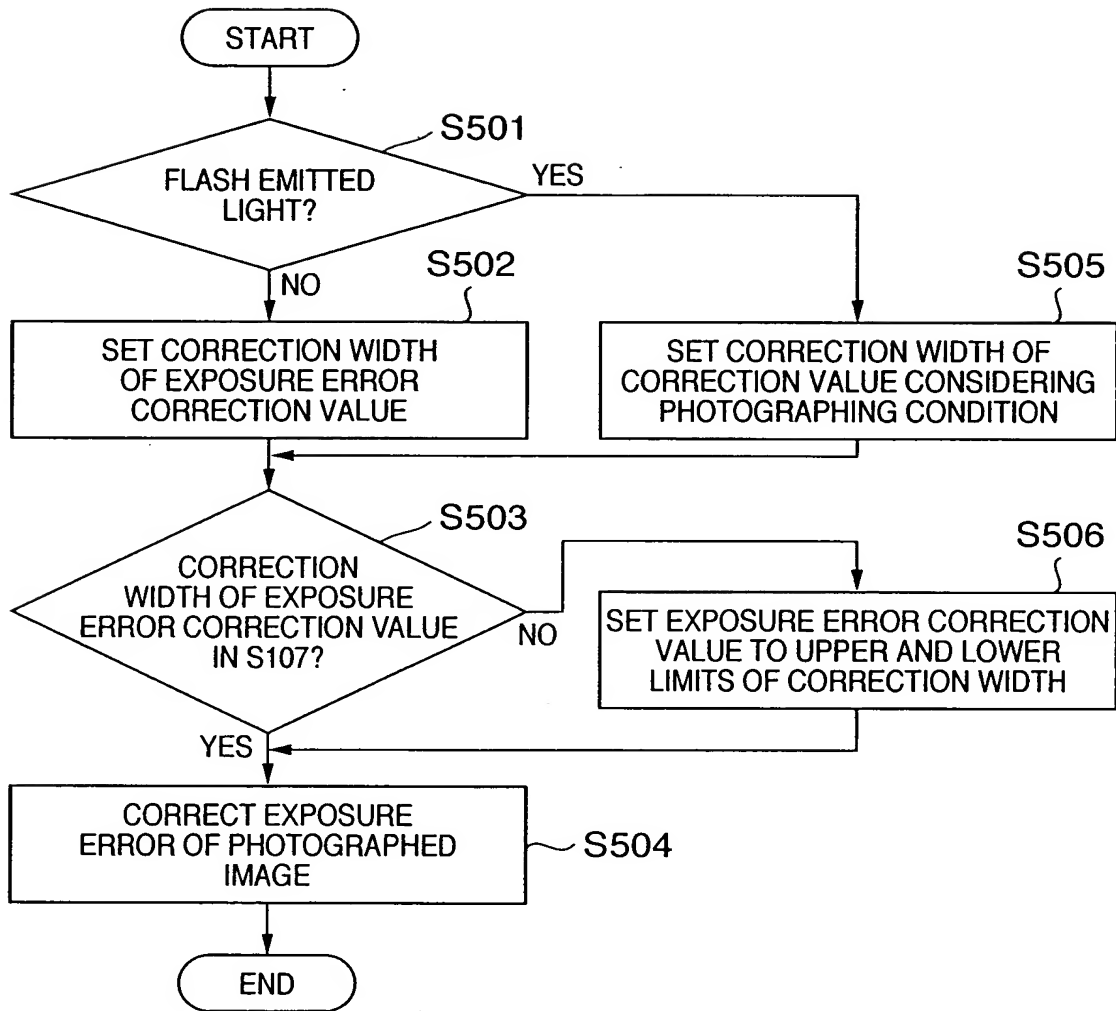 START
S501
FLASH EMITTED
LIGHT?
YES
NO
S502
SET CORRECTION WIDTH
OF EXPOSURE ERROR
CORRECTION VALUE
S505
SET CORRECTION WIDTH OF
CORRECTION VALUE CONSIDERING
PHOTOGRAPHING CONDITION
S503
CORRECTION
WIDTH OF EXPOSURE
ERROR CORRECTION VALUE
IN S107?
NO
YES
S506
SET EXPOSURE ERROR CORRECTION
VALUE TO UPPER AND LOWER
LIMITS OF CORRECTION WIDTH
CORRECT EXPOSURE
ERROR OF PHOTOGRAPHED
IMAGE
S504
END